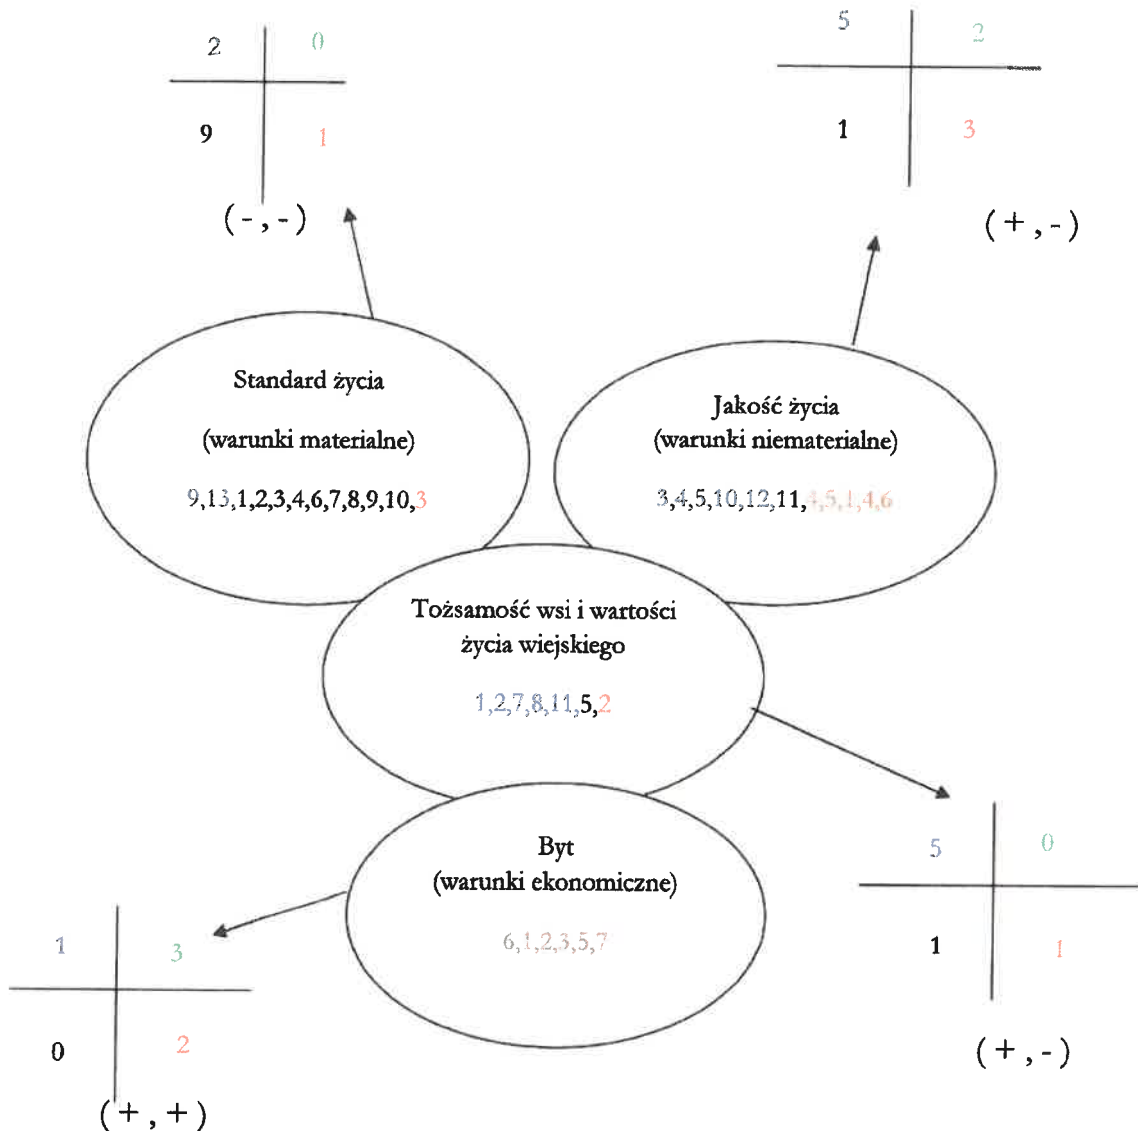 2 0
9 1
(-,-)
5 2
1 3
(+,-)
Standard życia
(warunki materialne)
9,13,1,2,3,4,6,7,8,9,10,3
Jakość życia
(warunki niematerialne)
3,4,5,10,12,11,4,5,1,4,6
Tożsamość wsi i wartości
życia wiejskiego
1,2,7,8,11,5,2
Byt
(warunki ekonomiczne)
6,1,2,3,5,7
1 3
0 2
(+,+)
5 0
1 1
(+,-)